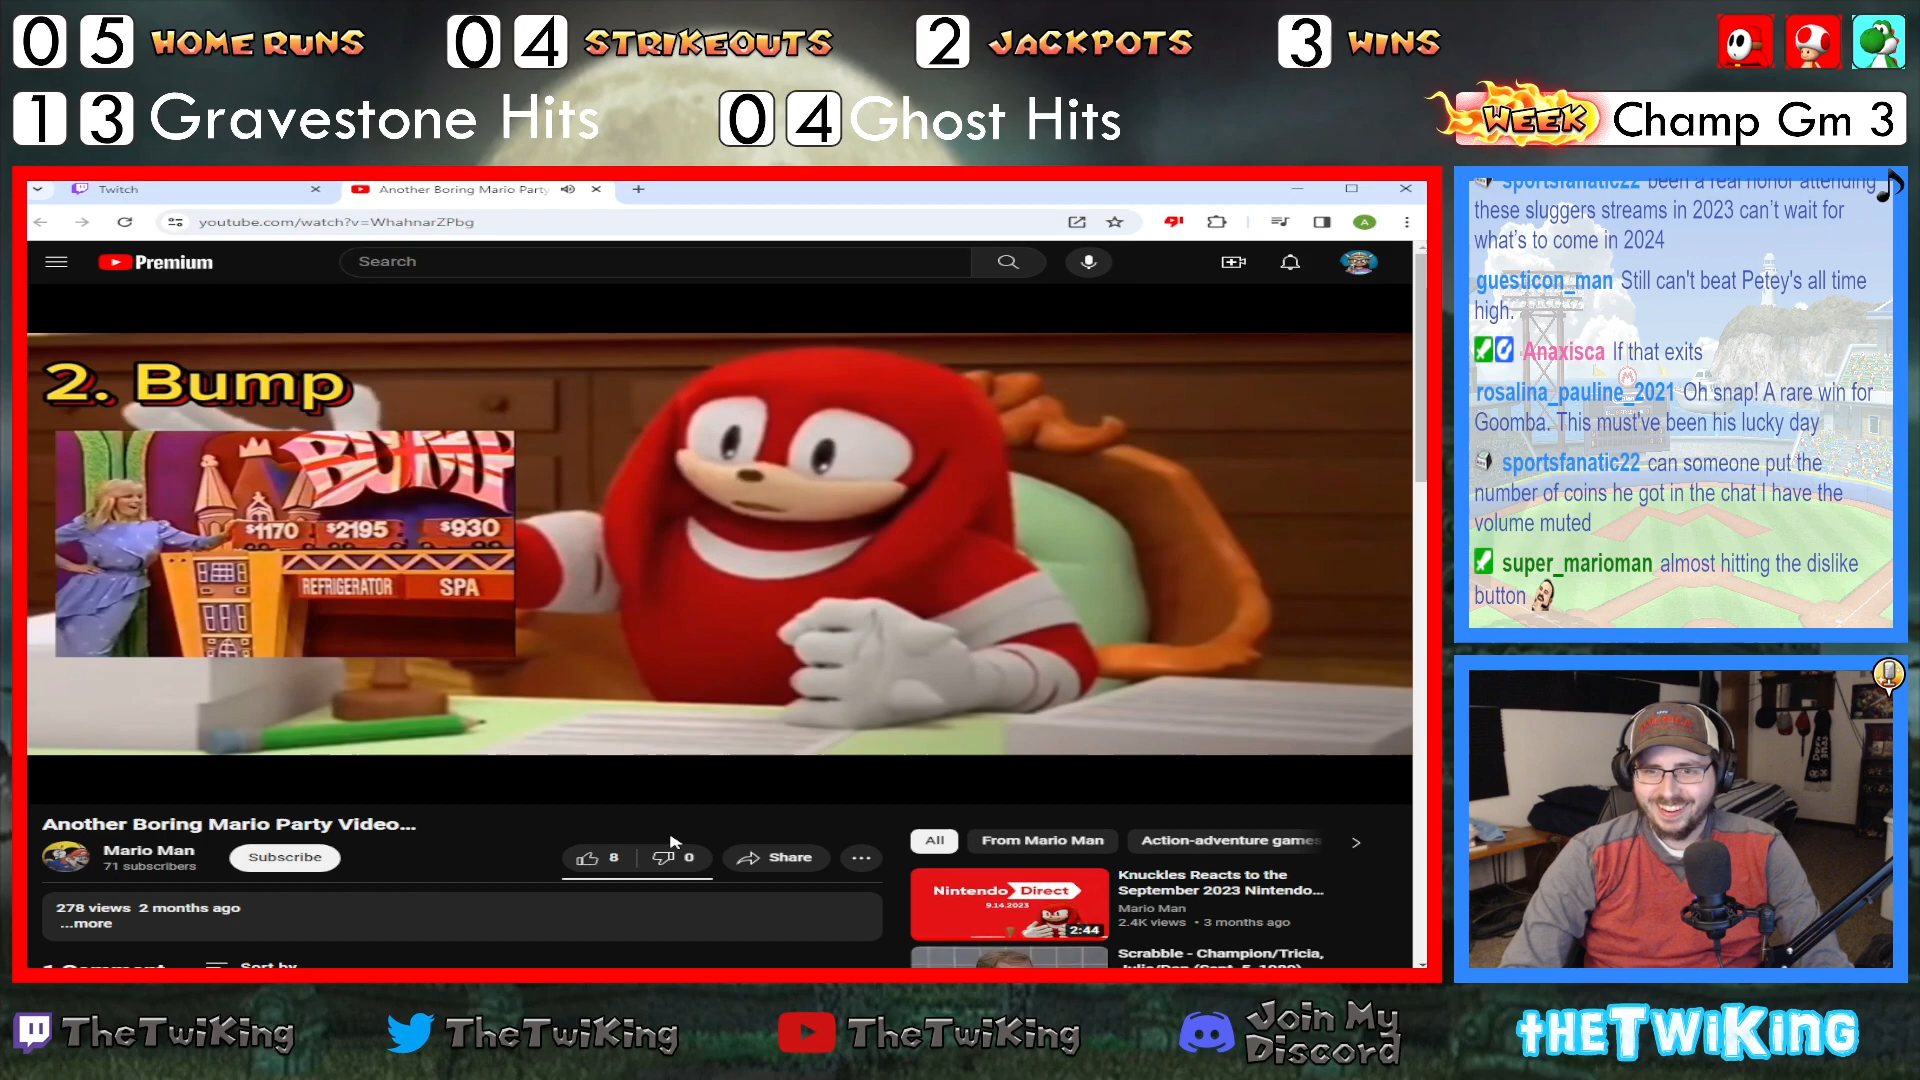 05 HOME RUNS 04 STRIKEOUTS 2 JACKPOTS 3 WINS
13 Gravestone Hits 04 Ghost Hits
WEEK Champ Gm 3
Twitch
Another Boring Mario Party
youtube.com/watch?v=WhahnarZPbg
A
Premium
Search
2. Bump
BUMP
$1170 $2195 $930
REFRIGERATOR SPA
Another Boring Mario Party Video...
Mario Man
71 subscribers
Subscribe
8
0
Share
278 views 2 months ago
...more
Sort by
All
From Mario Man
Action-adventure games
Nintendo Direct
9.14.2023
2:44
Knuckles Reacts to the
September 2023 Nintendo...
Mario Man
2.4K views • 3 months ago
Scrabble - Champion/Tricia,
sportsfanatic22 been a real honor attending
these sluggers streams in 2023 can't wait for
what's to come in 2024
guesticon_man Still can't beat Petey's all time
high.
Anaxisca If that exits
rosalina_pauline_2021 Oh snap! A rare win for
Goomba. This must've been his lucky day
sportsfanatic22 can someone put the
number of coins he got in the chat I have the
volume muted
super_marioman almost hitting the dislike
button
TheTwiKing
TheTwiKing
TheTwiKing
Join My
Discord
tHETWiKing